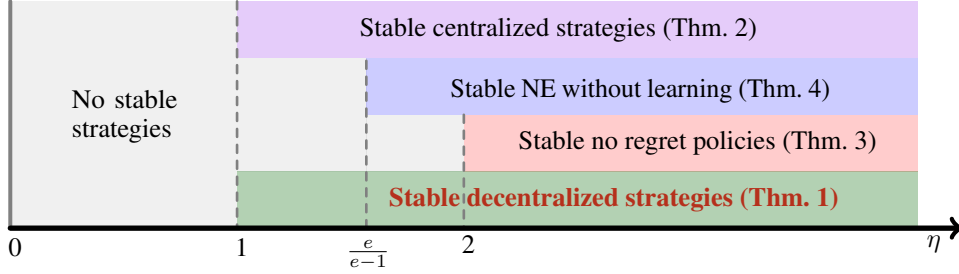 Stable centralized strategies (Thm. 2)
Stable NE without learning (Thm. 4)
No stable
strategies
Stable no regret policies (Thm. 3)
Stable decentralized strategies (Thm. 1)
0 1 e/(e−1) 2 η